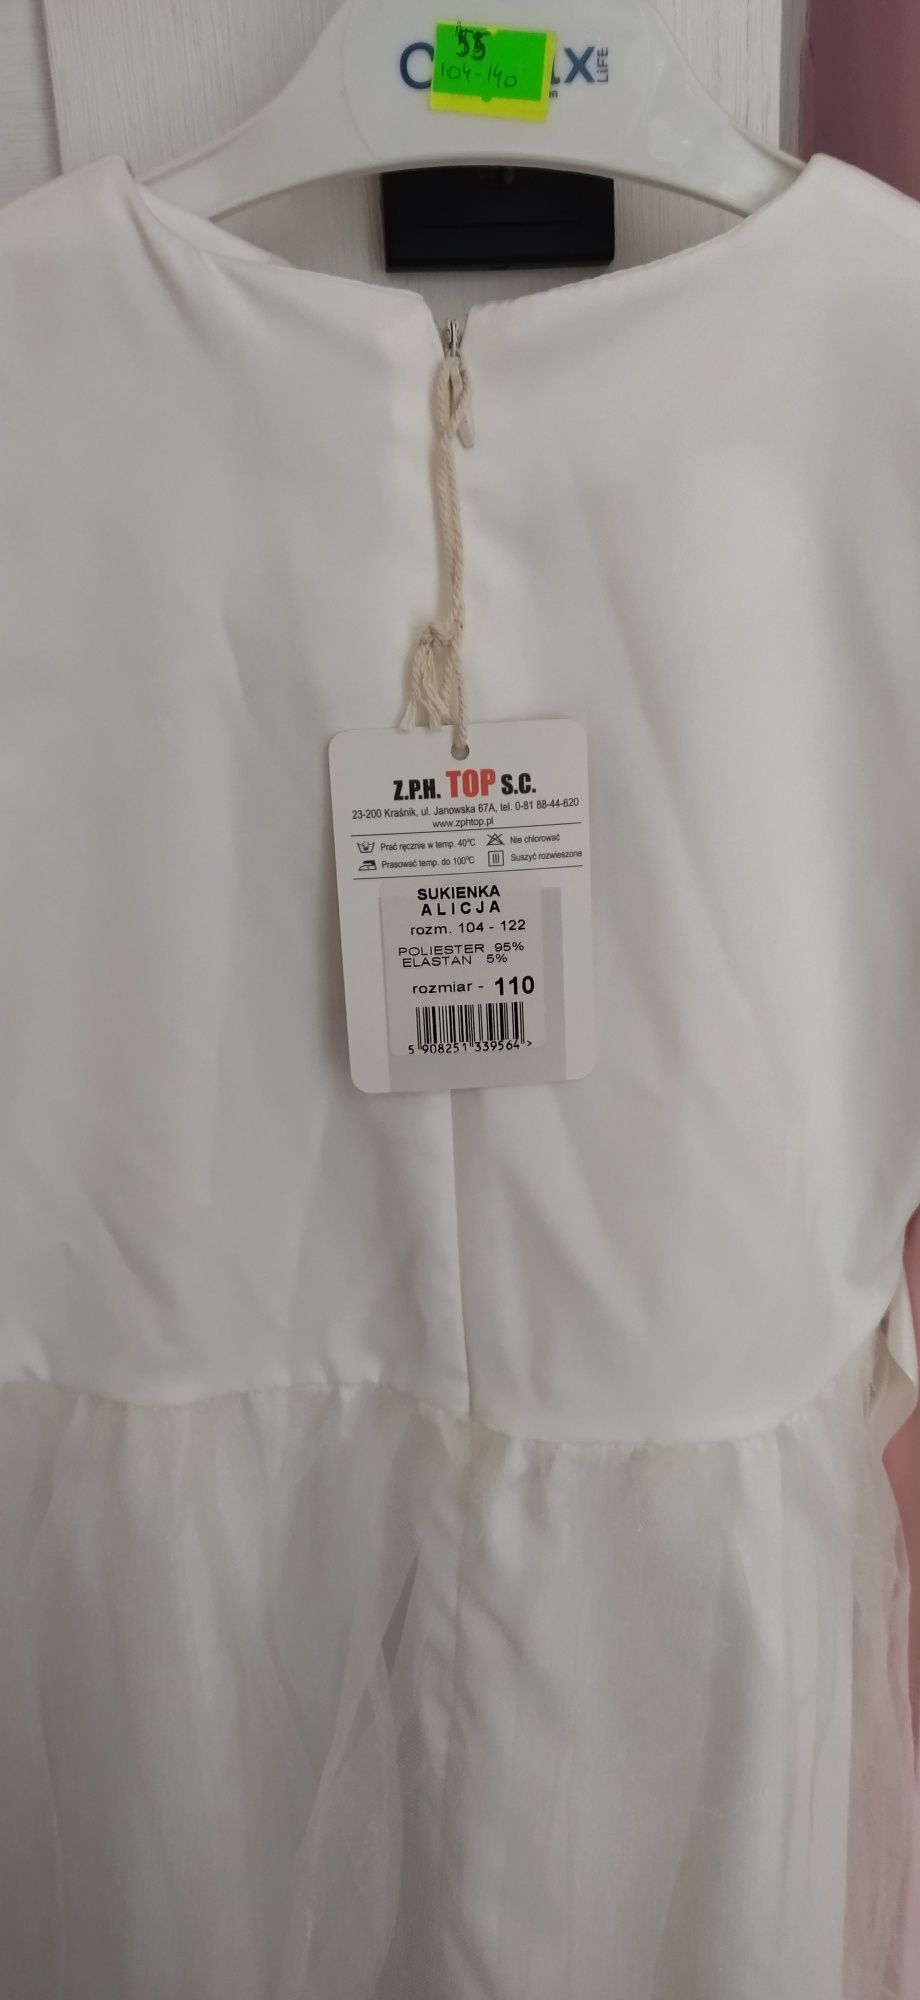 55
104-140
LiFE
Z.P.H. TOP S.C.
23-200 Kraśnik, ul. Janowska 67A, tel. 0-81 88-44-620
www.zphtop.pl
Prać ręcznie w temp. 40°C Nie chlorować
Prasować temp. do 100°C Suszyć rozwieszone
SUKIENKA
ALICJA
rozm. 104 - 122
POLIESTER 95%
ELASTAN 5%
rozmiar - 110
5 908251 339564 >